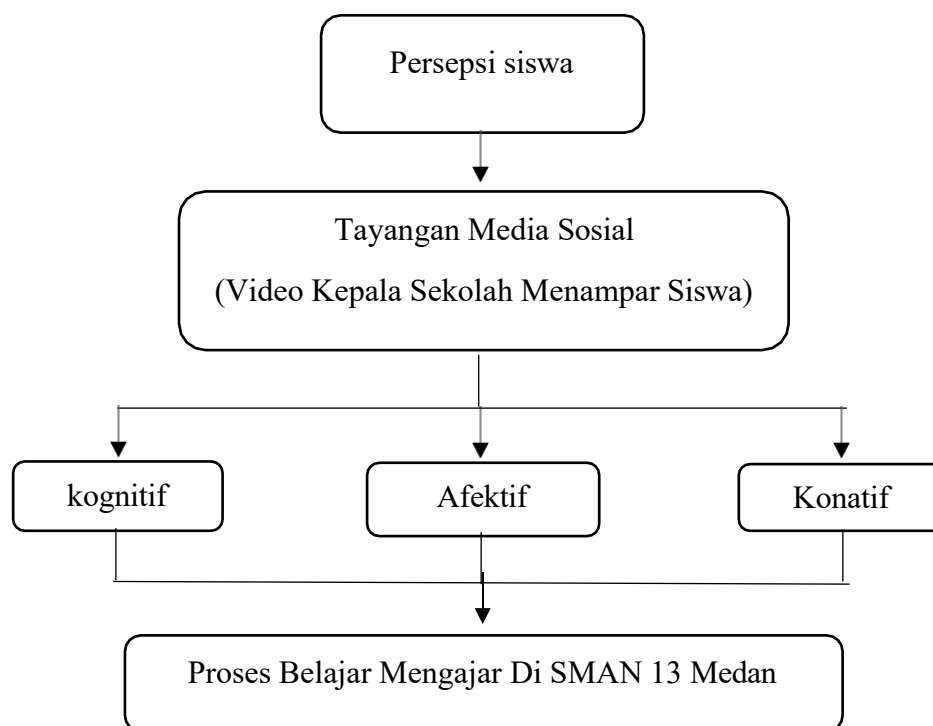 Persepsi siswa
Tayangan Media Sosial
(Video Kepala Sekolah Menampar Siswa)
kognitif
Afektif
Konatif
Proses Belajar Mengajar Di SMAN 13 Medan